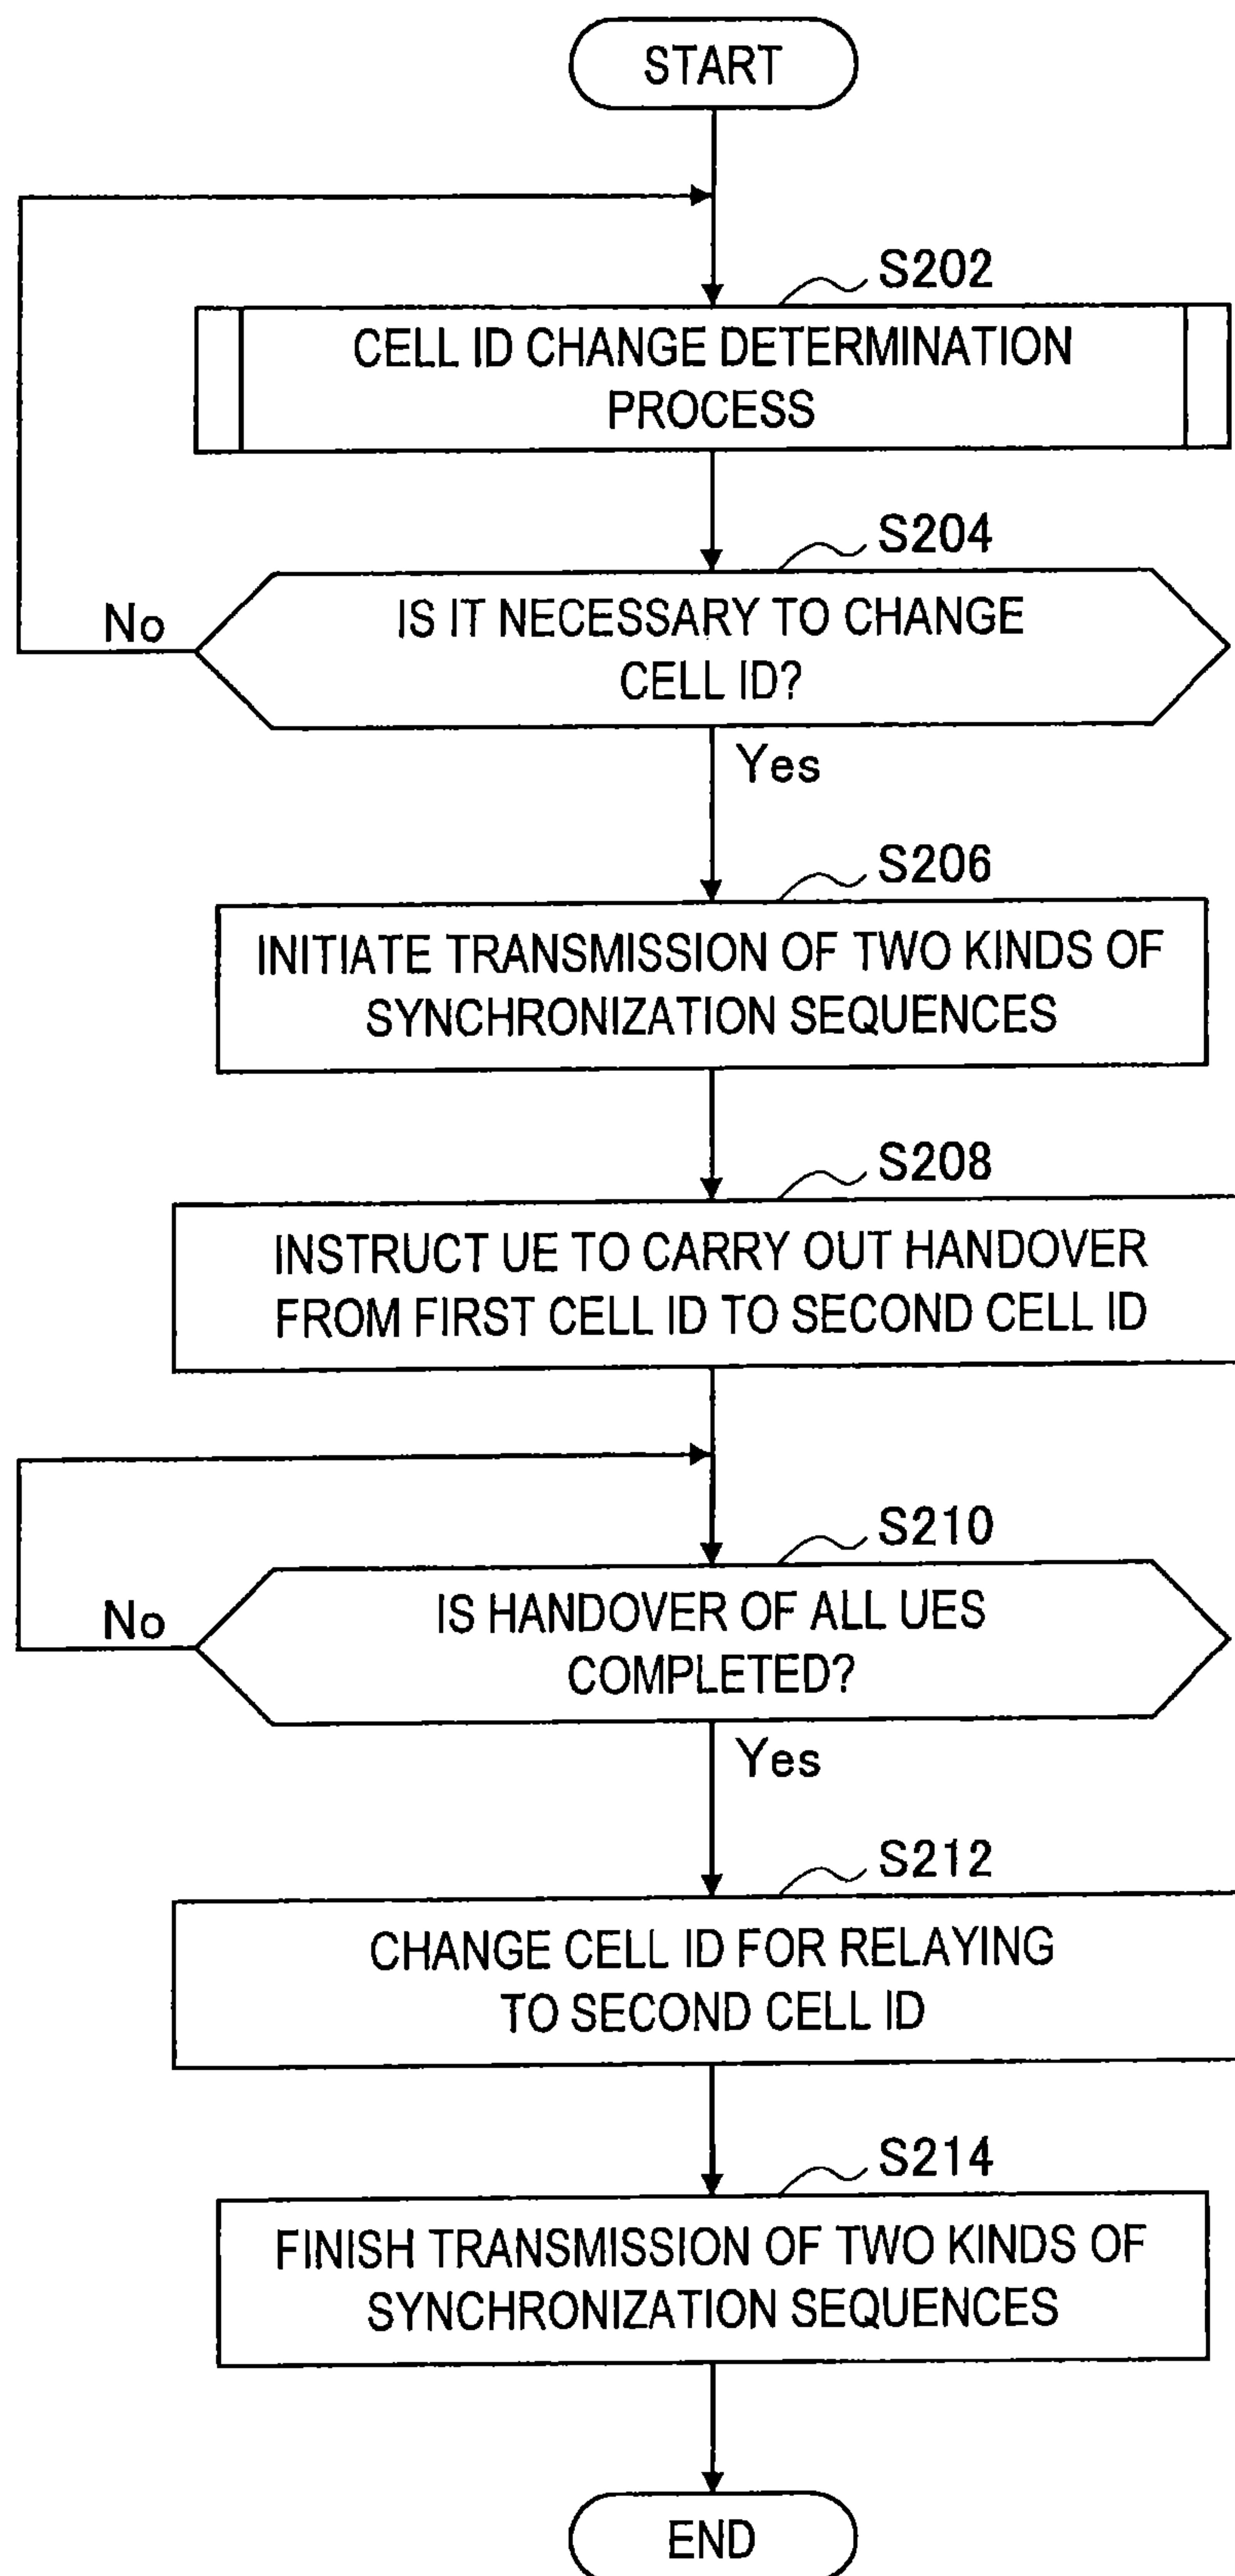 START
S202
CELL ID CHANGE DETERMINATION
PROCESS
S204
IS IT NECESSARY TO CHANGE
CELL ID?
No
Yes
S206
INITIATE TRANSMISSION OF TWO KINDS OF
SYNCHRONIZATION SEQUENCES
S208
INSTRUCT UE TO CARRY OUT HANDOVER
FROM FIRST CELL ID TO SECOND CELL ID
S210
IS HANDOVER OF ALL UES
COMPLETED?
No
Yes
S212
CHANGE CELL ID FOR RELAYING
TO SECOND CELL ID
S214
FINISH TRANSMISSION OF TWO KINDS OF
SYNCHRONIZATION SEQUENCES
END